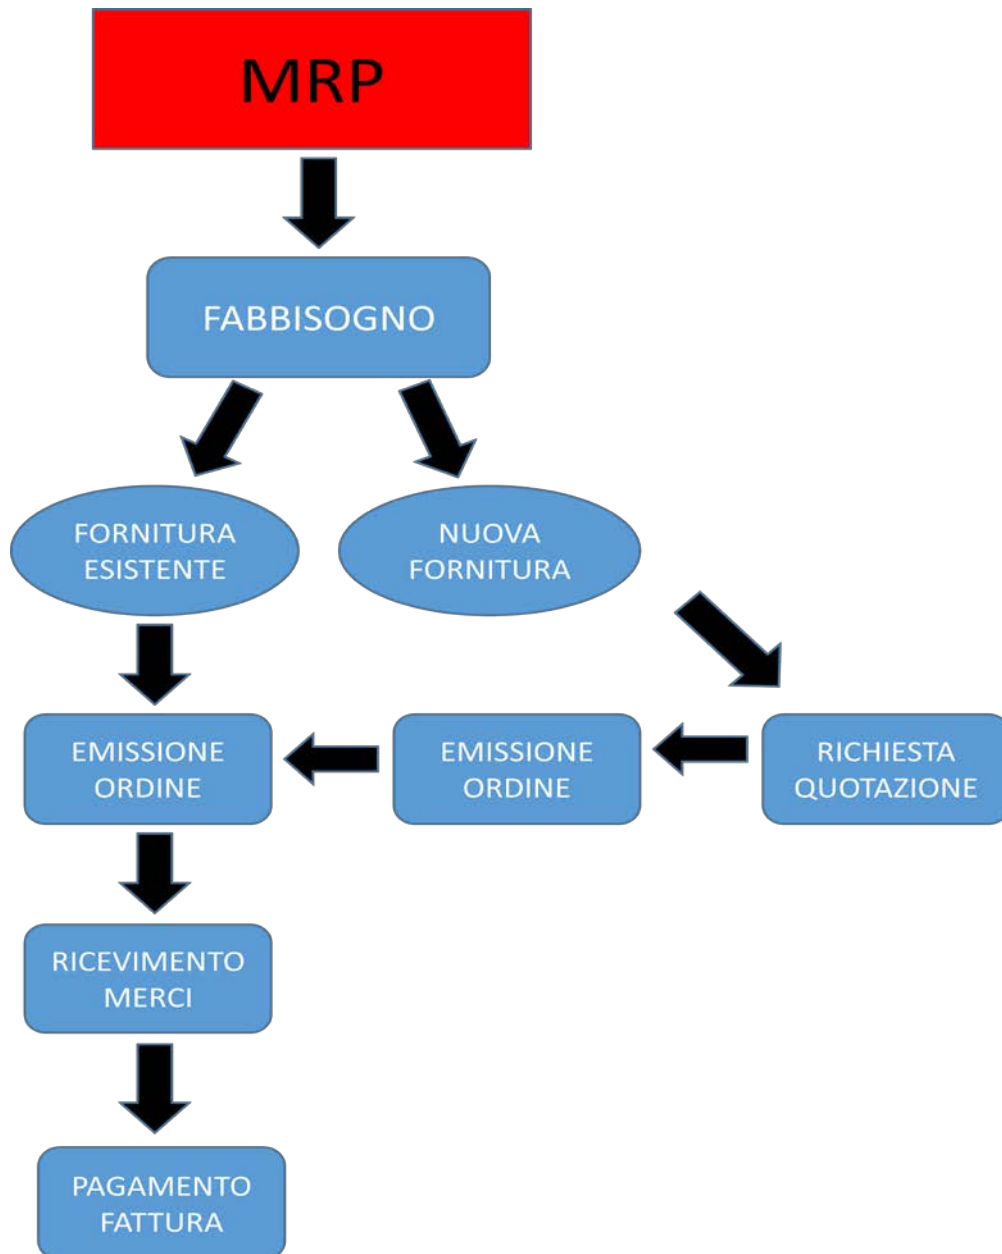 MRP
FABBISOGNO
FORNITURA
ESISTENTE
NUOVA
FORNITURA
EMISSIONE
ORDINE
EMISSIONE
ORDINE
RICHIESTA
QUOTAZIONE
RICEVIMENTO
MERCI
PAGAMENTO
FATTURA